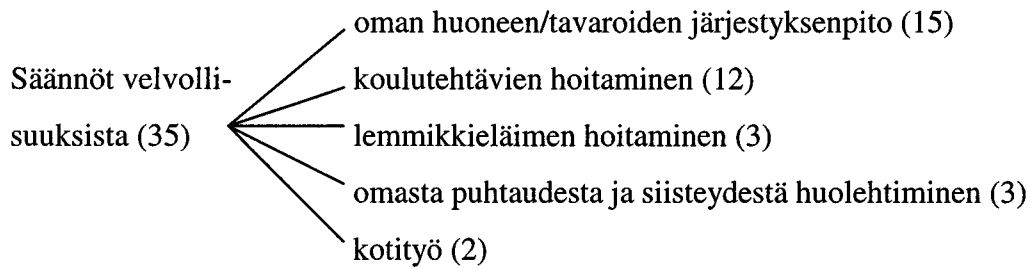 oman huoneen/tavaroiden järjestyksenpito (15)
Säännöt velvolli-
koulutehtävien hoitaminen (12)
suuksista (35)
lemmikkieläimen hoitaminen (3)
omasta puhtaudesta ja siisteydestä huolehtiminen (3)
kotityö (2)